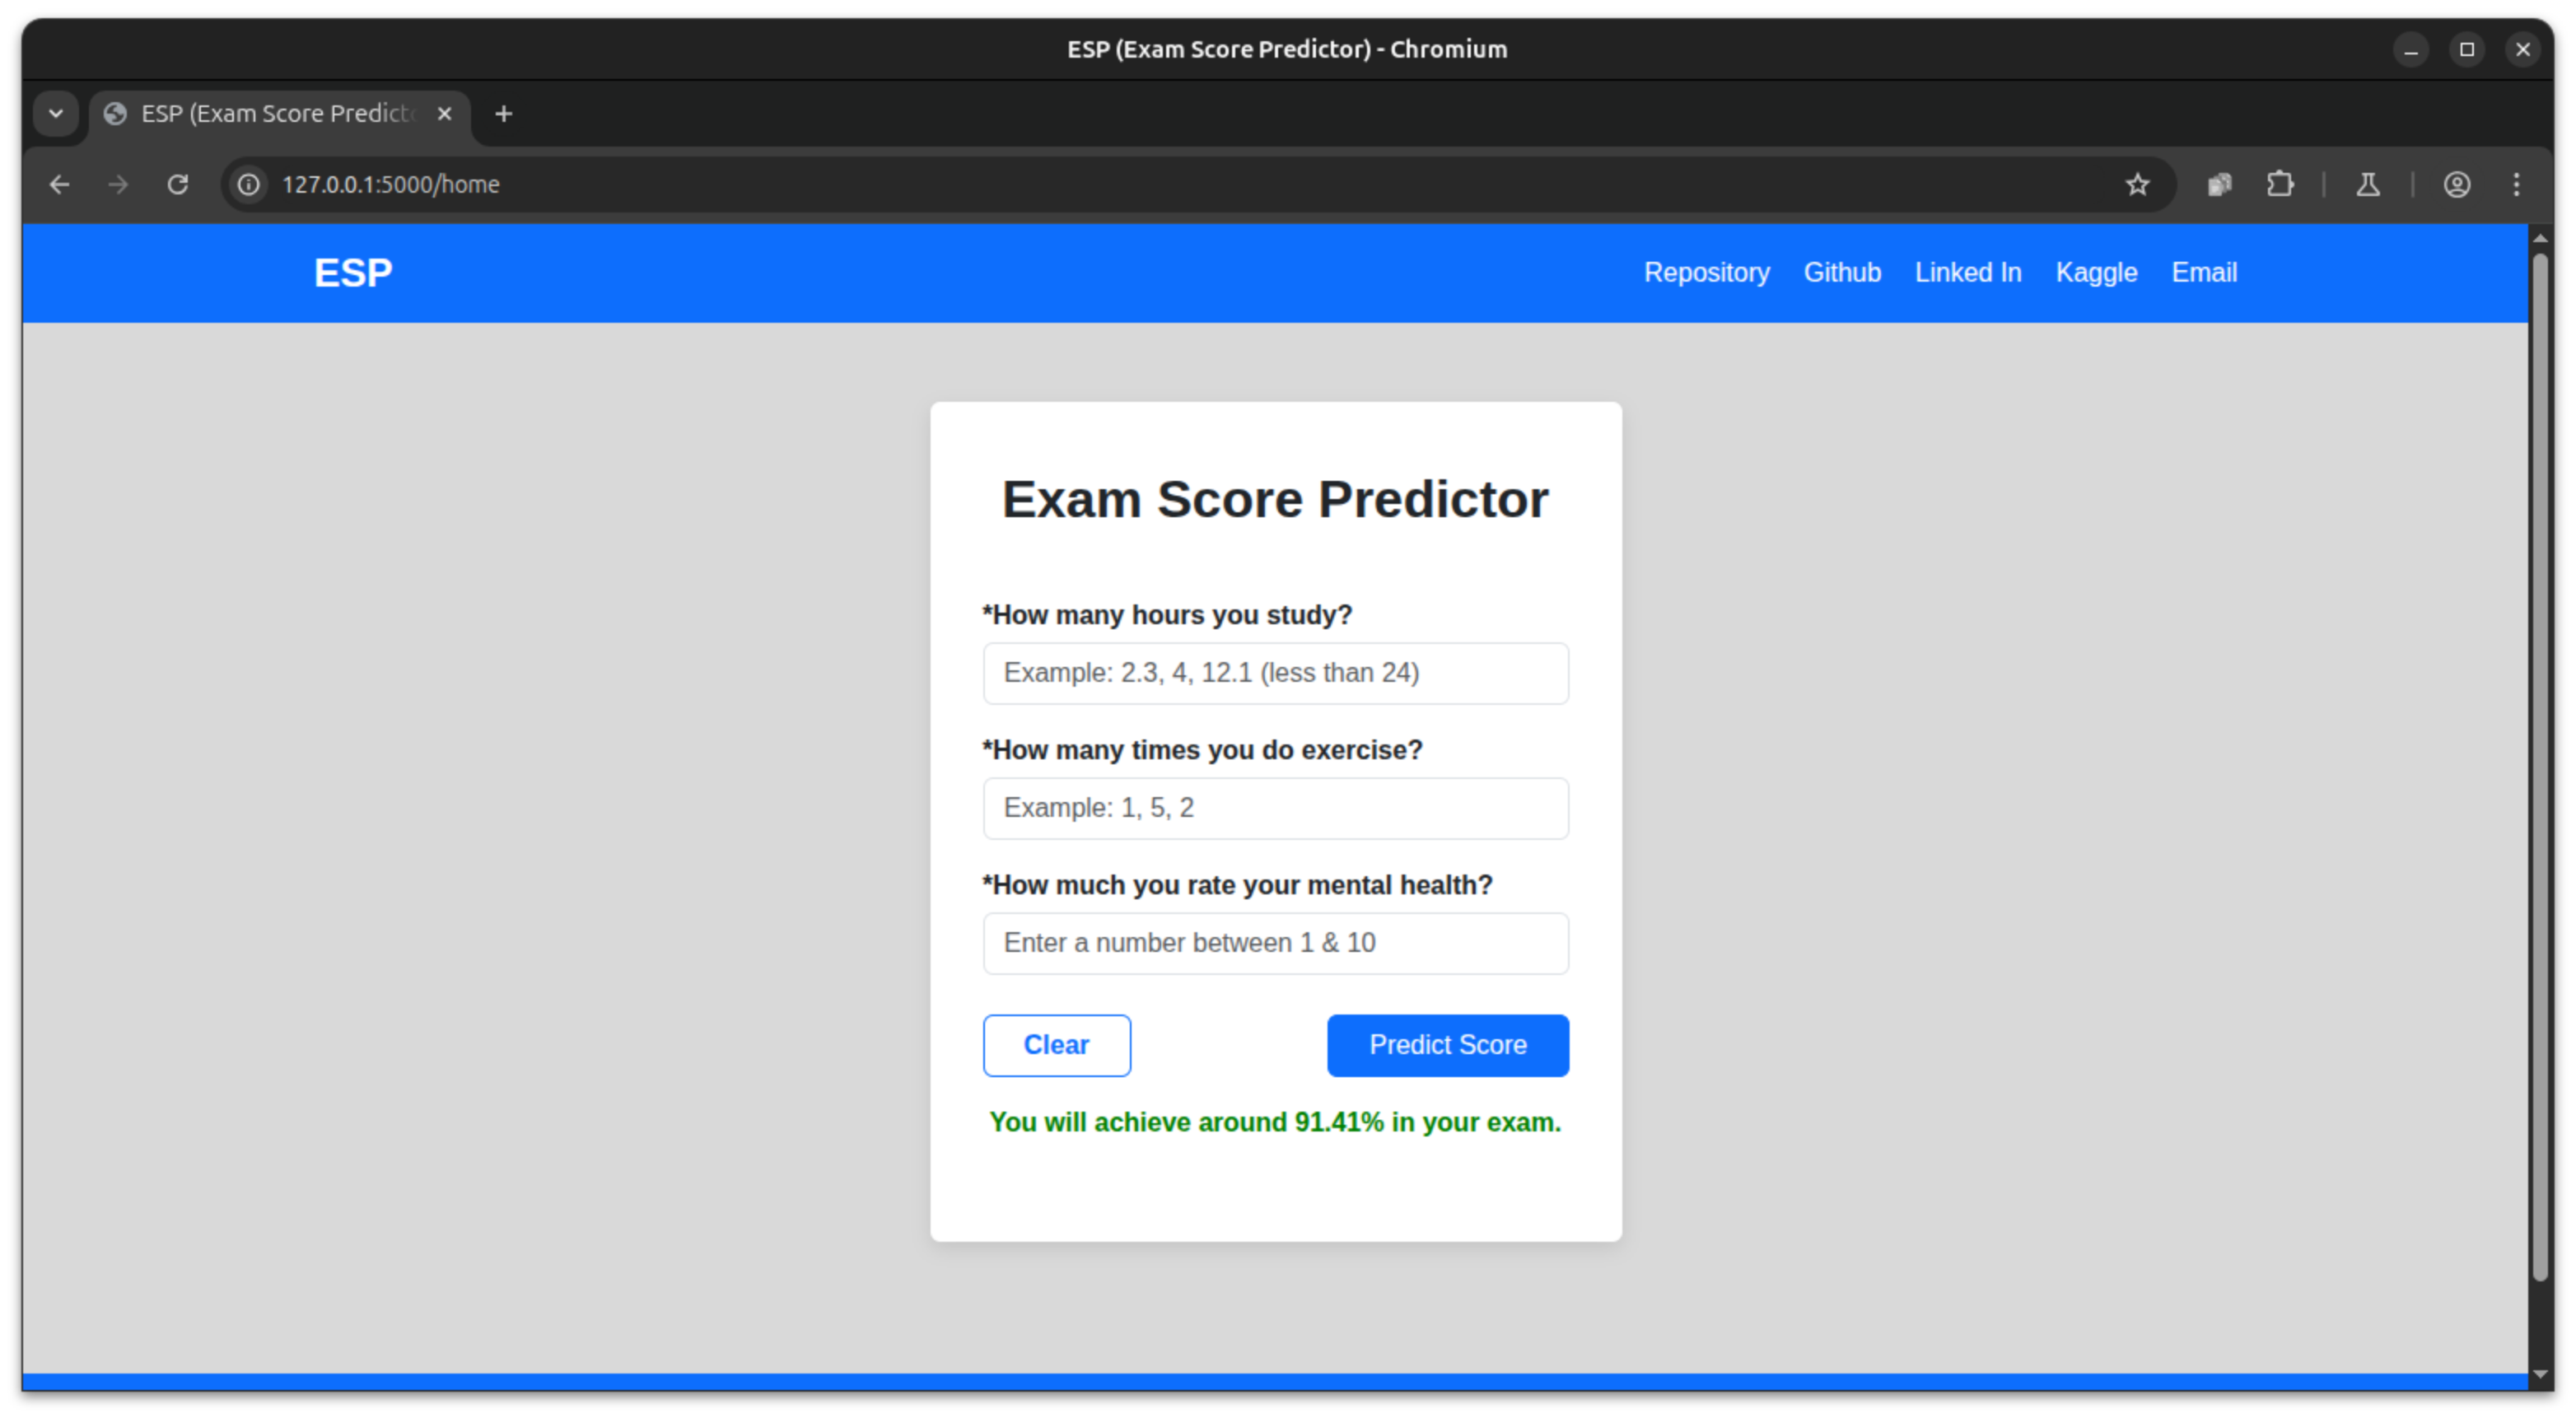 ESP (Exam Score Predictor) - Chromium
ESP (Exam Score Predicto
127.0.0.1:5000/home
ESP Repository Github Linked In Kaggle Email
Exam Score Predictor
*How many hours you study?
Example: 2.3, 4, 12.1 (less than 24)
*How many times you do exercise?
Example: 1, 5, 2
*How much you rate your mental health?
Enter a number between 1 & 10
Clear Predict Score
You will achieve around 91.41% in your exam.